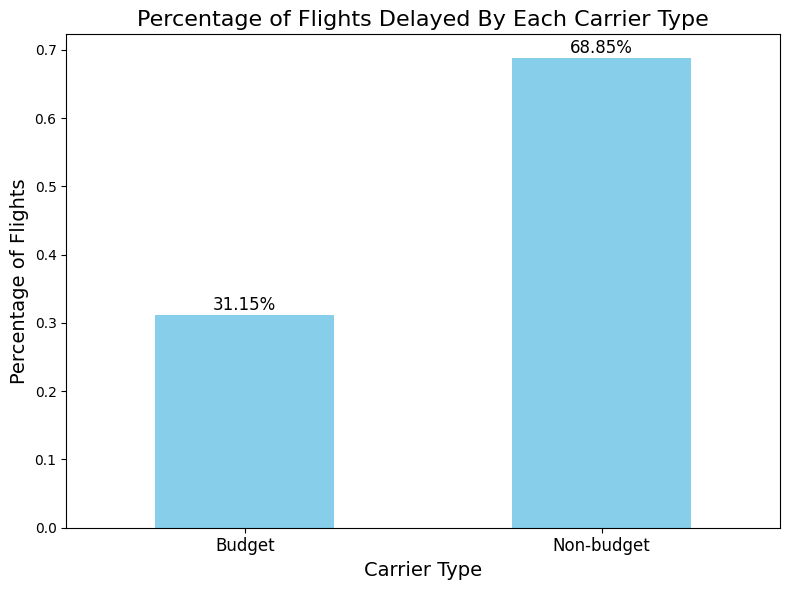 Percentage of Flights Delayed By Each Carrier Type
Percentage of Flights
0.7
0.6
0.5
0.4
0.3
0.2
0.1
0.0
31.15%
68.85%
Budget
Non-budget
Carrier Type